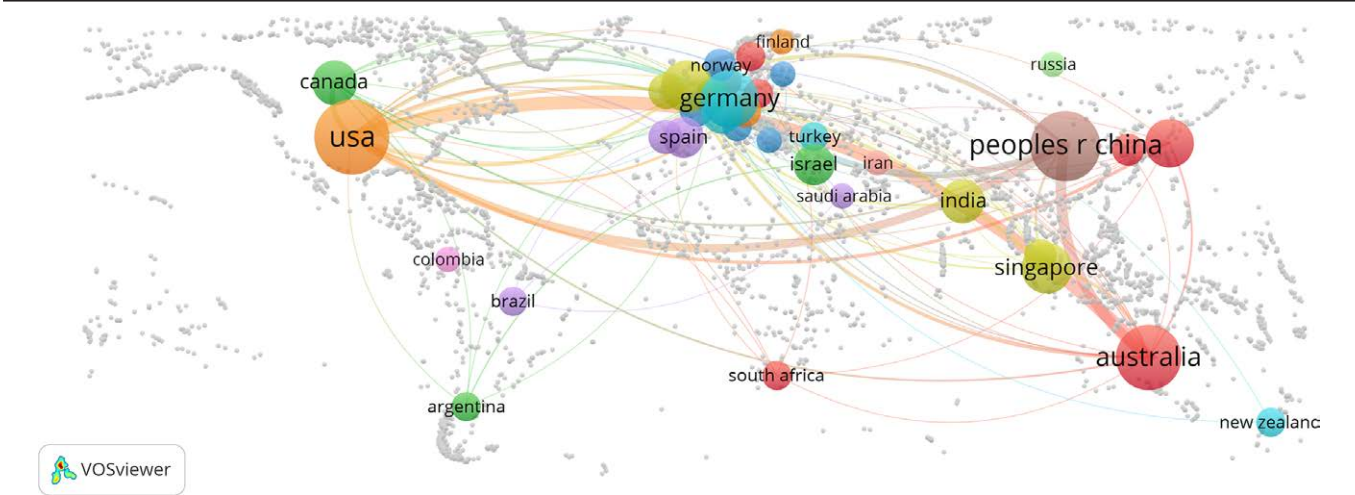 finland
norway
russia
canada
germany
usa
spain
turkey
peoples r china
israel
iran
saudi arabia
india
colombia
singapore
brazil
australia
south africa
argentina
new zealanc
VOSviewer